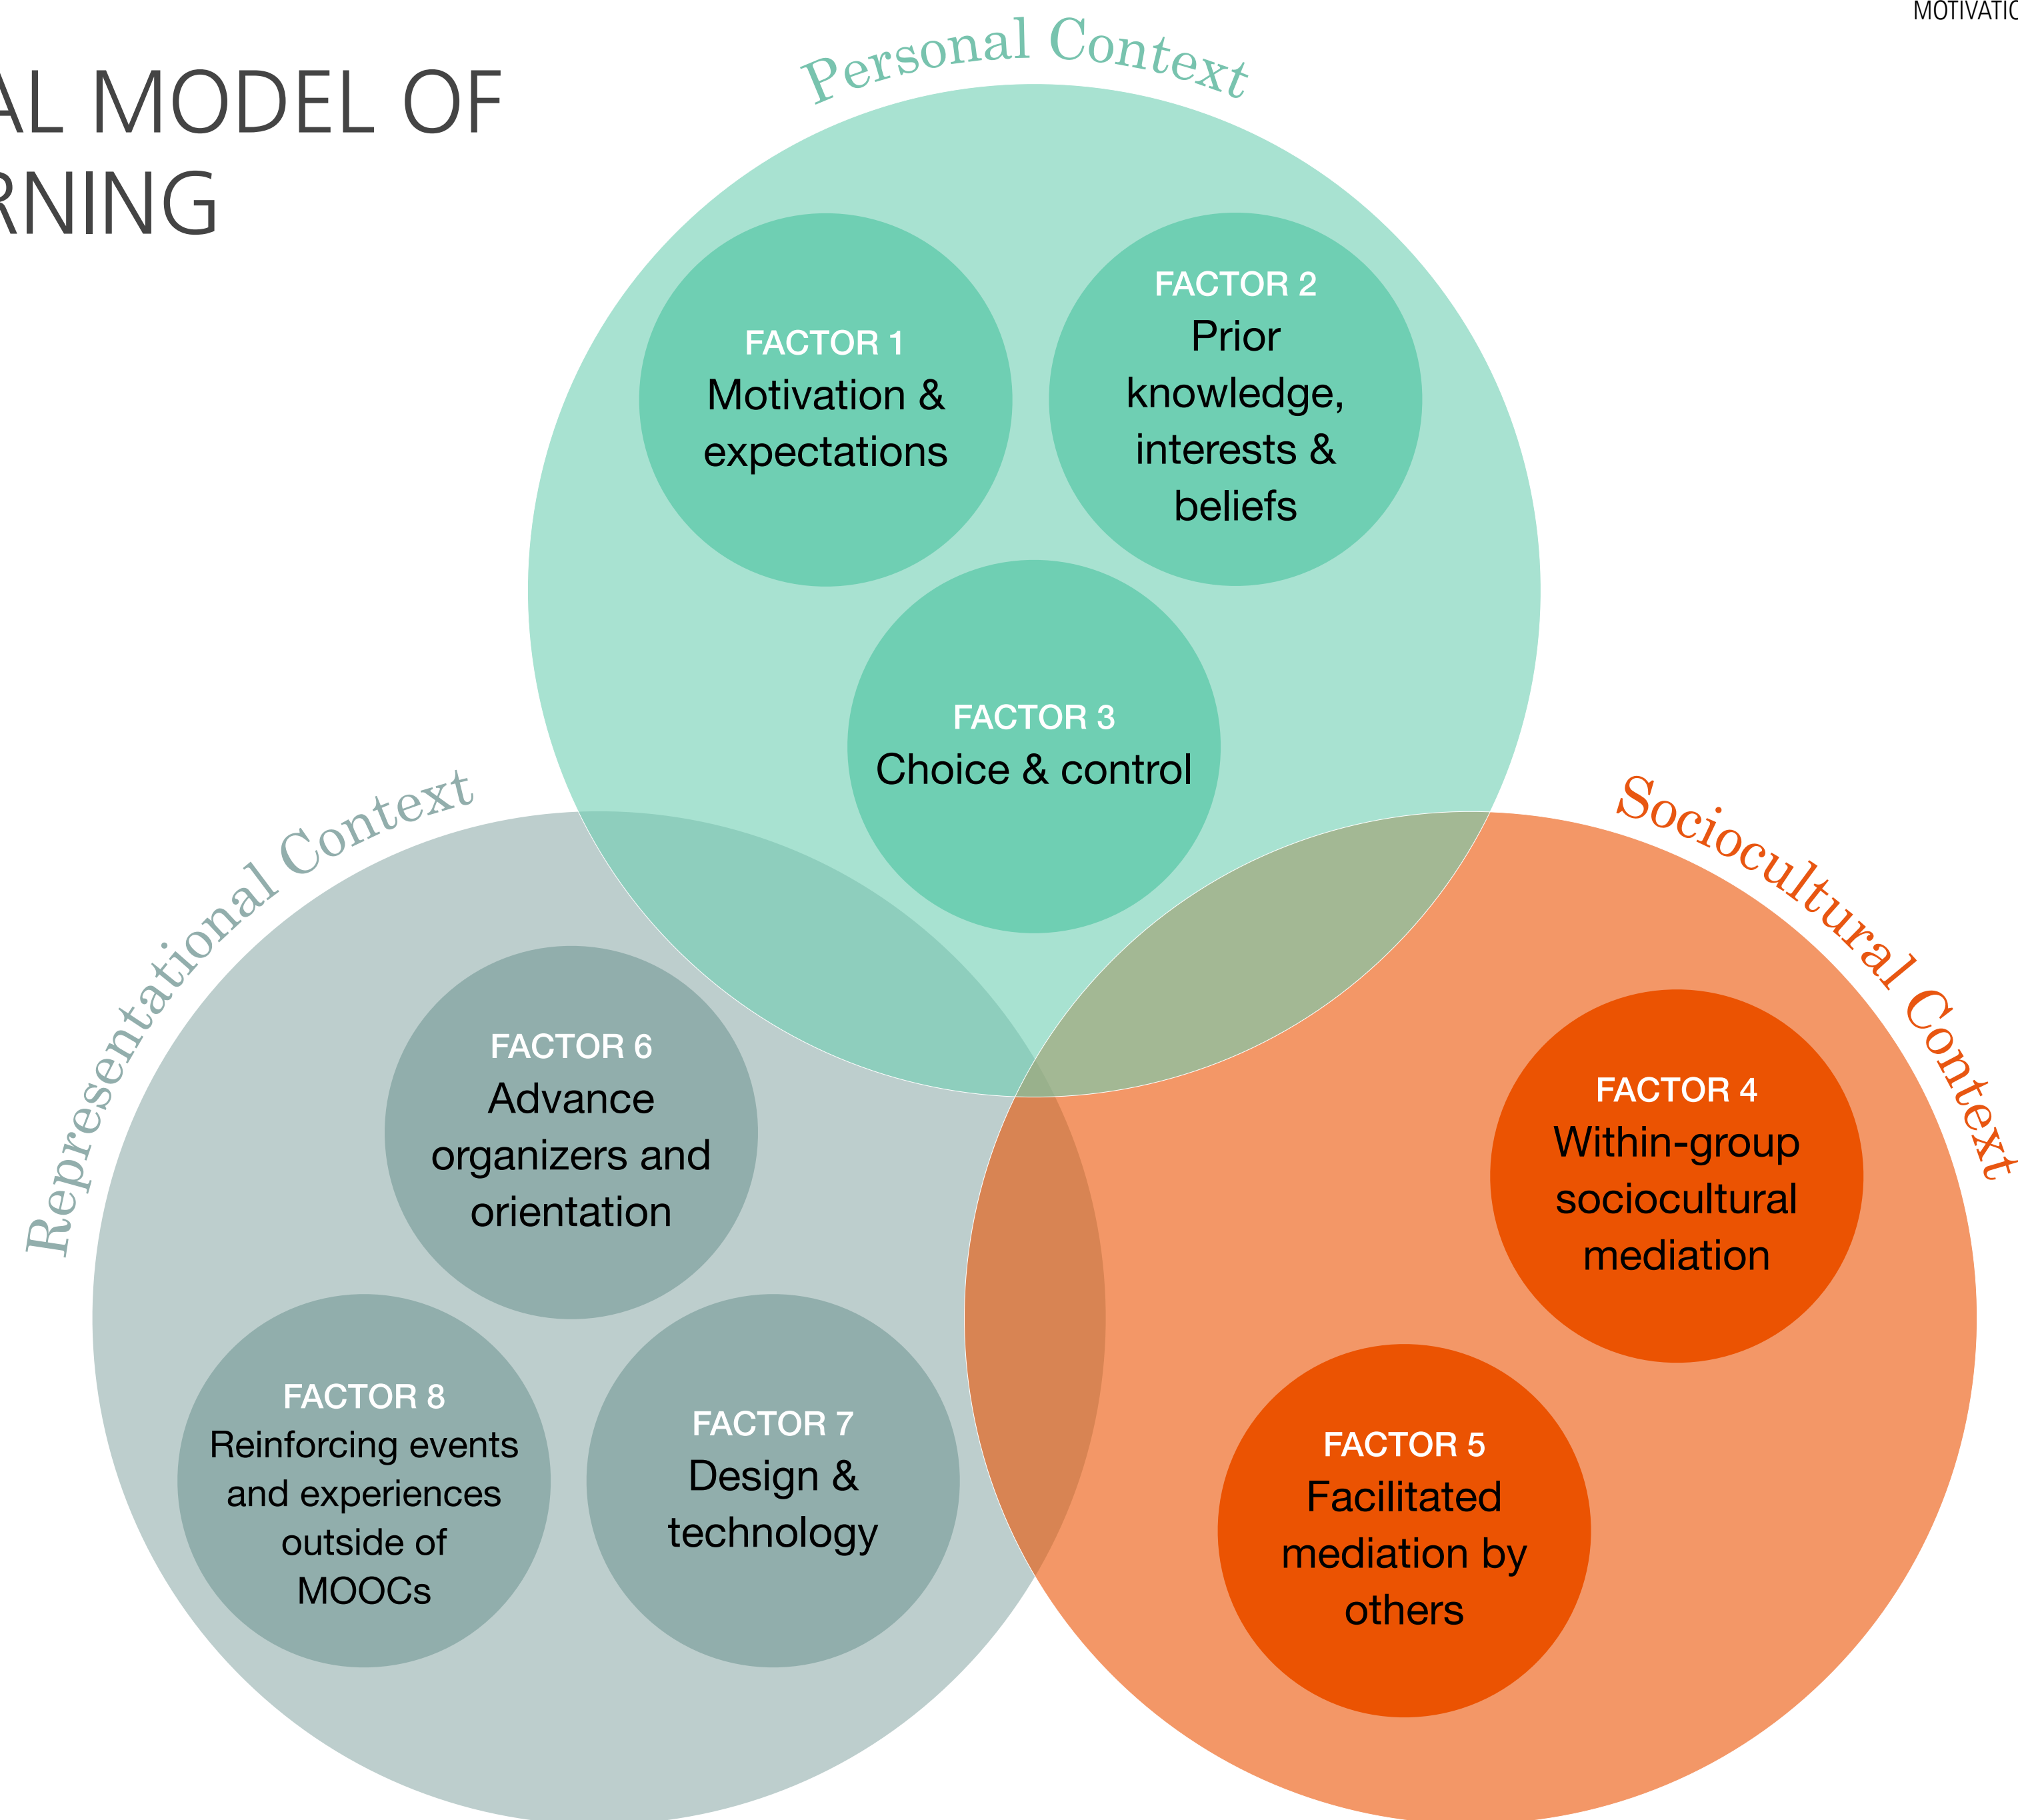 MOTIVATIO
AL MODEL OF
RNING
Personal Context
FACTOR 1
Motivation &
expectations
FACTOR 2
Prior
knowledge,
interests &
beliefs
FACTOR 3
Choice & control
Representational Context
FACTOR 6
Advance
organizers and
orientation
FACTOR 8
Reinforcing events
and experiences
outside of
MOOCs
FACTOR 7
Design &
technology
Sociocultural Context
FACTOR 4
Within-group
sociocultural
mediation
FACTOR 5
Facilitated
mediation by
others